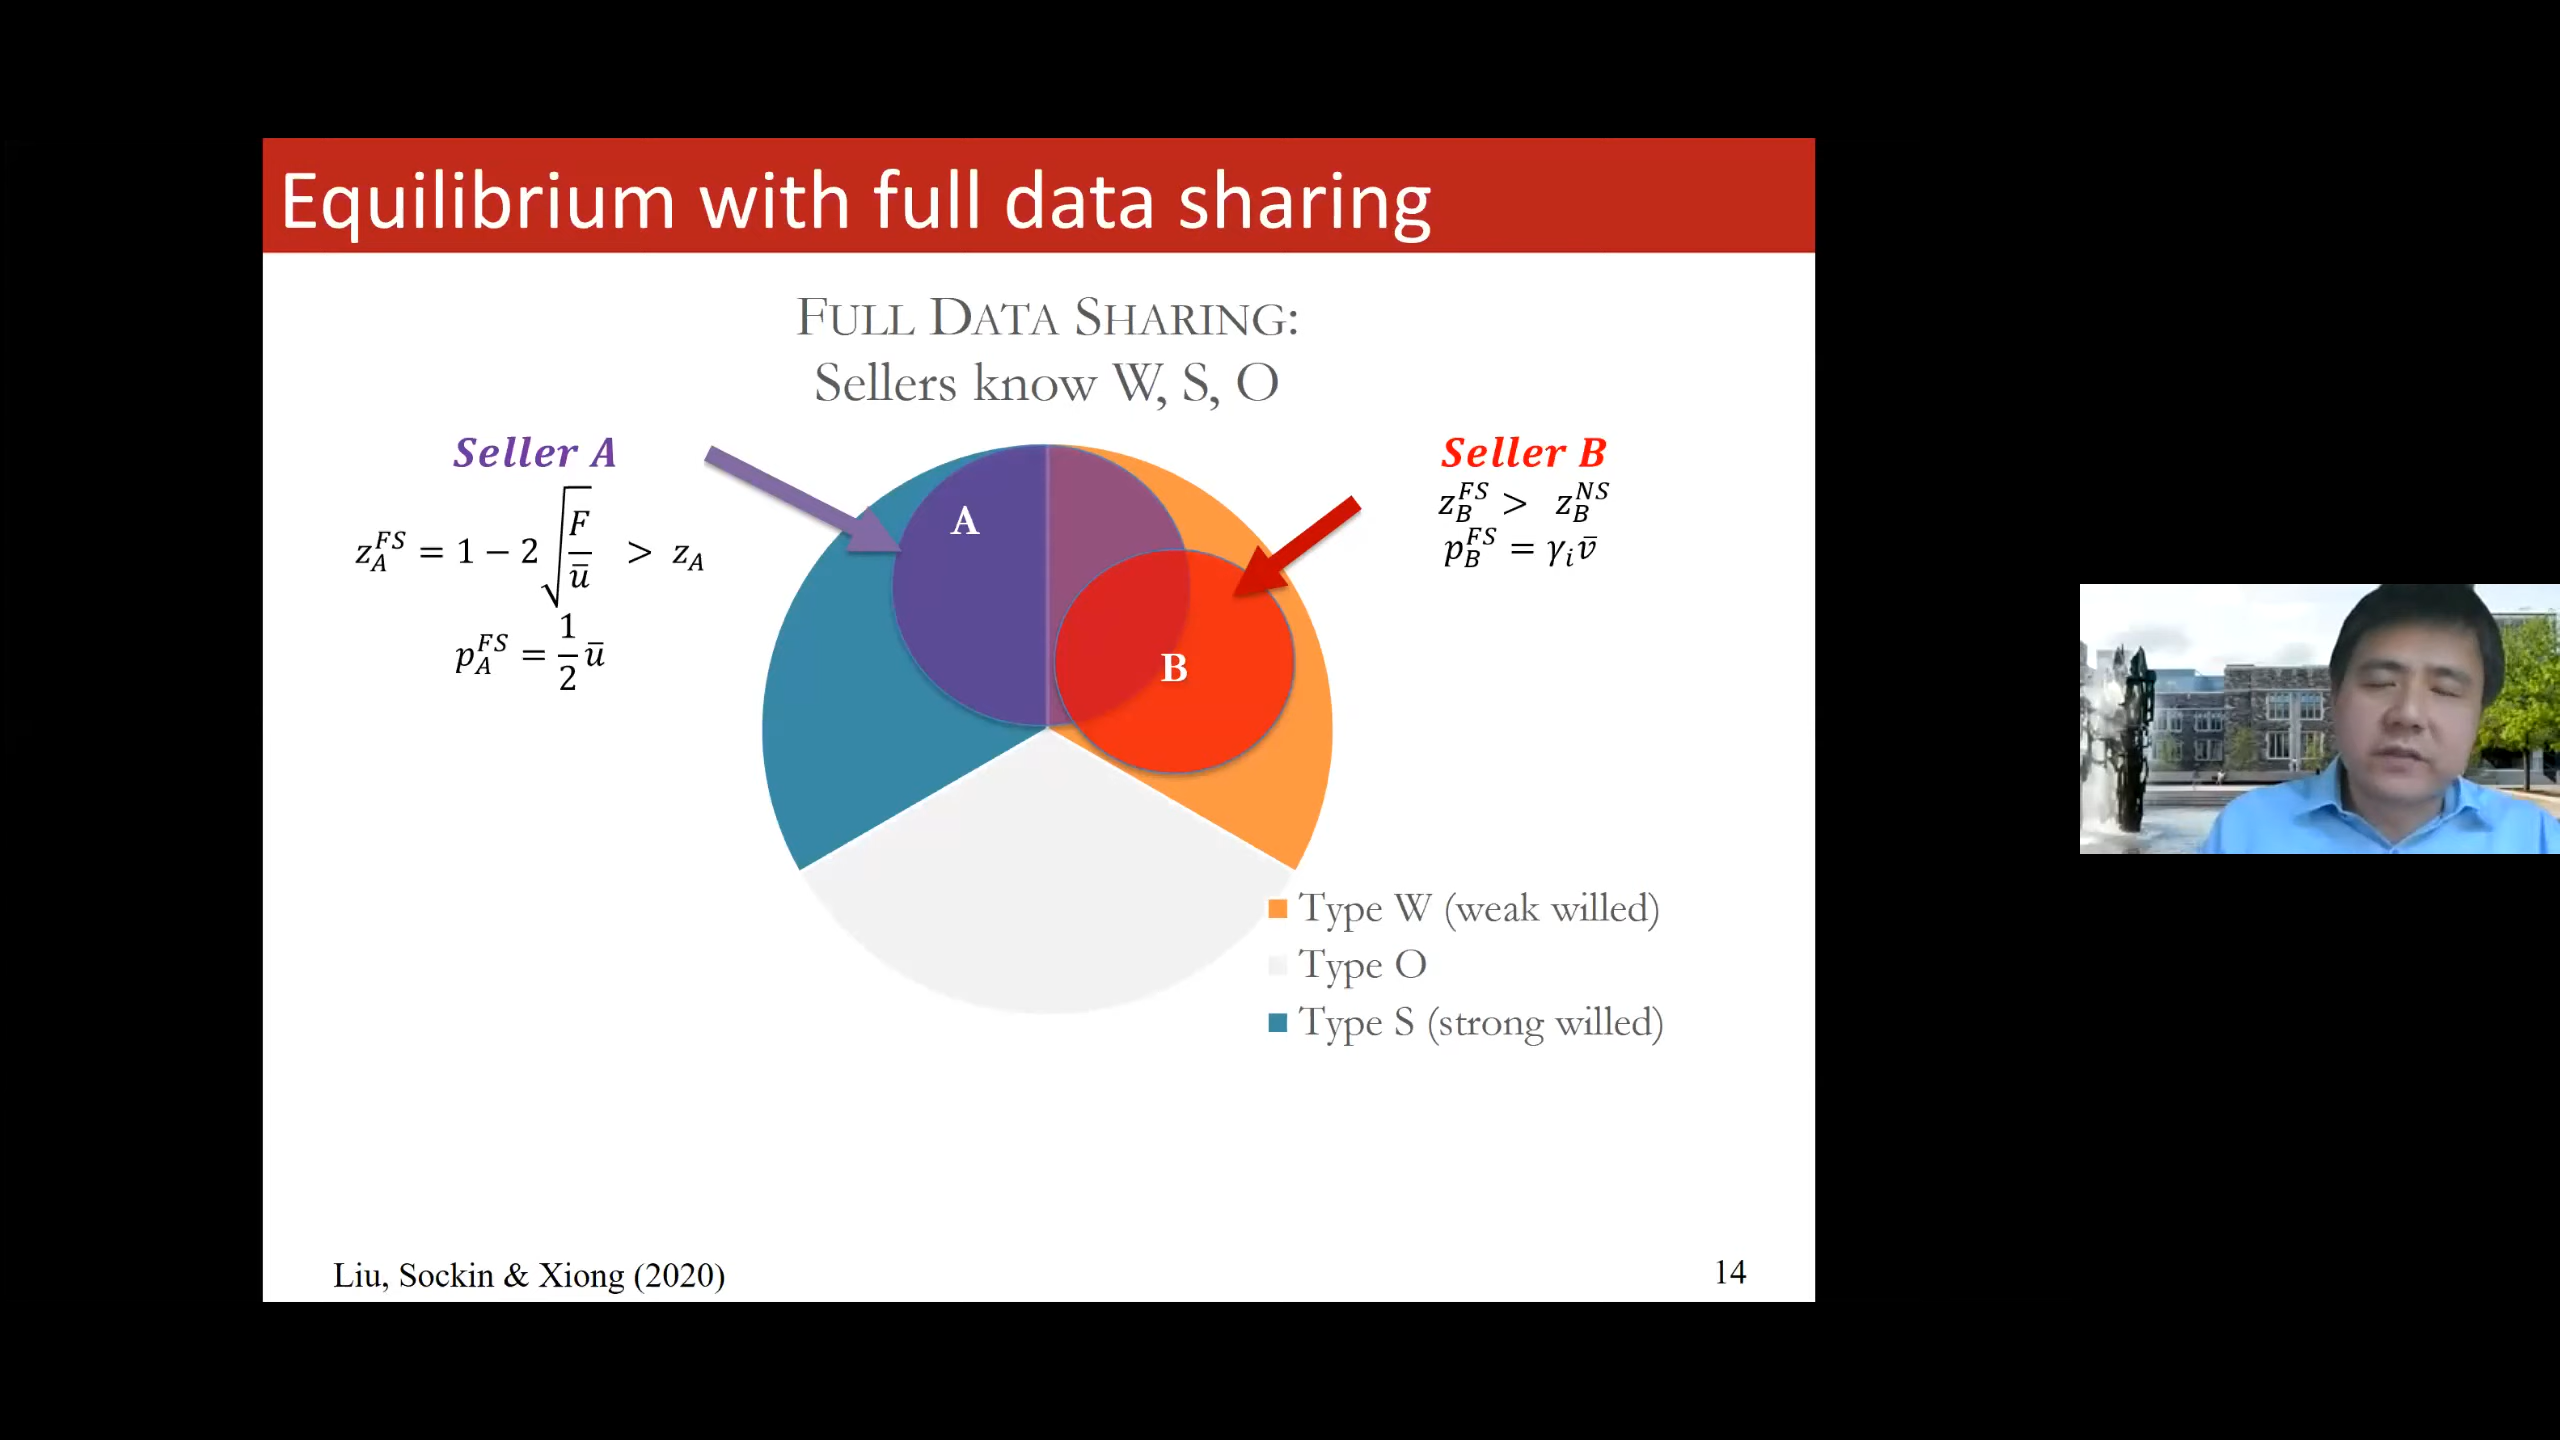 Equilibrium with full data sharing
FULL DATA SHARING:
Sellers know W, S, O
Seller A
z_A^{FS} = 1 − 2 √(F/ū) > z_A
p_A^{FS} = 1/2 ū
Seller B
z_B^{FS} > z_B^{NS}
p_B^{FS} = γ_i v̄
A
B
Type W (weak willed)
Type O
Type S (strong willed)
Liu, Sockin & Xiong (2020)
14